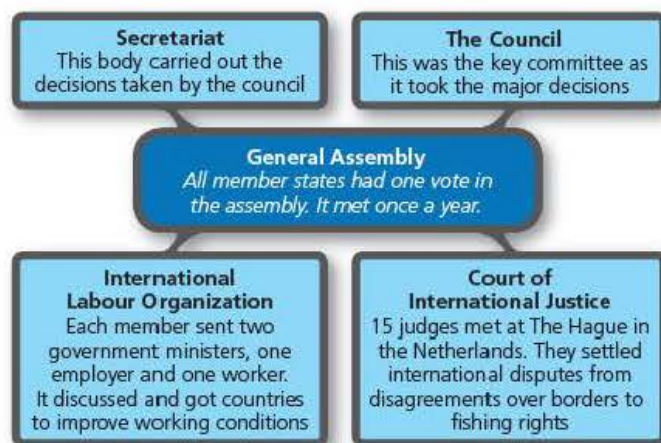 Secretariat
This body carried out the
decisions taken by the council
The Council
This was the key committee as
it took the major decisions
General Assembly
All member states had one vote in
the assembly. It met once a year.
International
Labour Organization
Each member sent two
government ministers, one
employer and one worker.
It discussed and got countries
to improve working conditions
Court of
International Justice
15 judges met at The Hague in
the Netherlands. They settled
international disputes from
disagreements over borders to
fishing rights